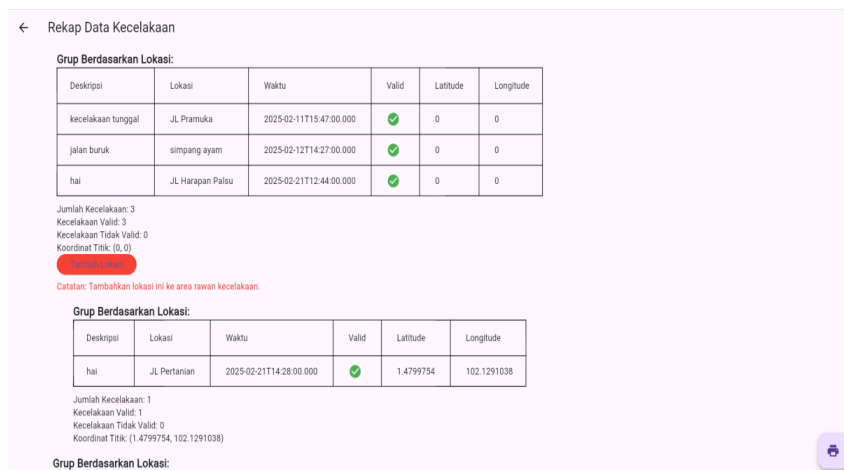 Rekap Data Kecelakaan
Grup Berdasarkan Lokasi:
Deskripsi Lokasi Waktu Valid Latitude Longitude
kecelakaan tunggal JL Pramuka 2025-02-11T15:47:00.000 0 0
jalan buruk simpang ayam 2025-02-12T14:27:00.000 0 0
hai JL Harapan Palsu 2025-02-21T12:44:00.000 0 0
Jumlah Kecelakaan: 3
Kecelakaan Valid: 3
Kecelakaan Tidak Valid: 0
Koordinat Titik: (0, 0)
Tambah Lokasi
Catatan: Tambahkan lokasi ini ke area rawan kecelakaan.
Grup Berdasarkan Lokasi:
Deskripsi Lokasi Waktu Valid Latitude Longitude
hai JL Pertanian 2025-02-21T14:28:00.000 1.4799754 102.1291038
Jumlah Kecelakaan: 1
Kecelakaan Valid: 1
Kecelakaan Tidak Valid: 0
Koordinat Titik: (1.4799754, 102.1291038)
Grup Berdasarkan Lokasi: